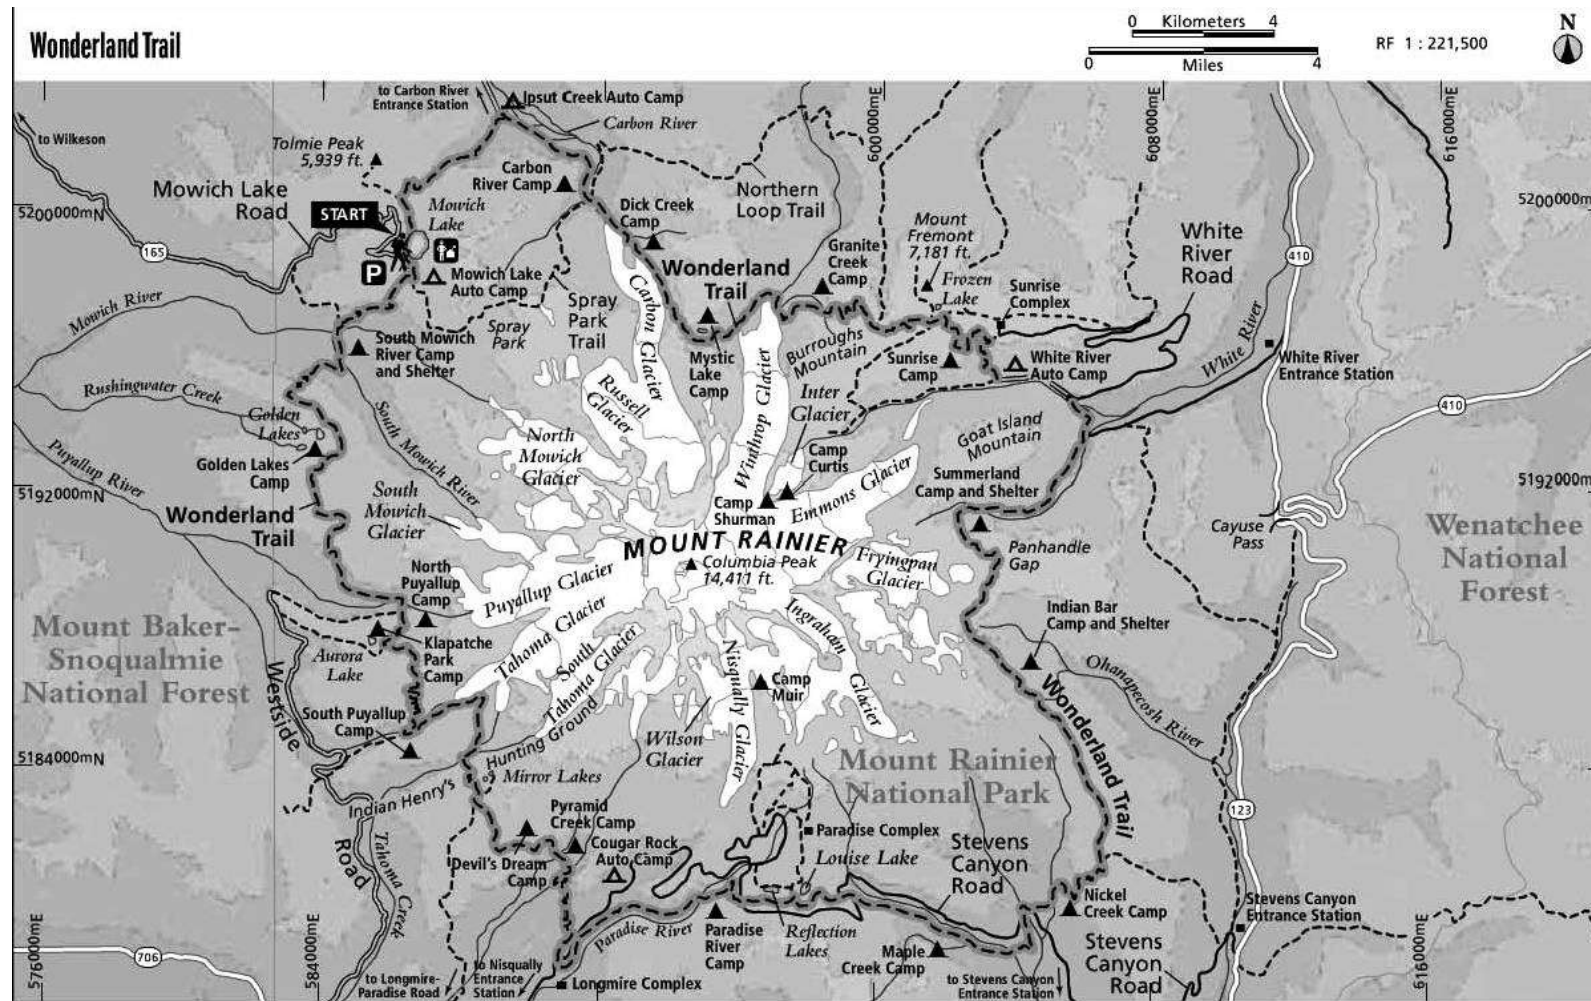 Wonderland Trail
0 Kilometers 4
0 Miles 4
RF 1 : 221,500
N
to Carbon River
Entrance Station
Ipsut Creek Auto Camp
Carbon River
to Wilkeson
Tolmie Peak
5,939 ft.
Carbon
River Camp
600000mE
608000mE
616000mE
Mowich Lake
Road
START
Mowich
Lake
Dick Creek
Camp
Northern
Loop Trail
5200000mN
5200000m
Mount
Fremont
7,181 ft.
White
River
Road
165
P
Mowich Lake
Auto Camp
Wonderland
Trail
Granite
Creek
Camp
Frozen
Lake
Sunrise
Complex
410
Mowich River
Spray
Park
Trail
Spray
Park
Carbon Glacier
South Mowich
River Camp
and Shelter
Mystic
Lake
Camp
Burroughs
Mountain
Sunrise
Camp
White River
Auto Camp
White River
White River
Entrance Station
Rushingwater Creek
Golden
Lakes
Russell
Glacier
Winthrop Glacier
Inter
Glacier
410
Puyallup River
Golden Lakes
Camp
South Mowich River
North
Mowich
Glacier
Camp
Curtis
Goat Island
Mountain
5192000mN
South
Mowich
Glacier
Camp
Shurman
Emmons Glacier
Summerland
Camp and Shelter
5192000m
Wonderland
Trail
Cayuse
Pass
Wenatchee
National
Forest
MOUNT RAINIER
Columbia Peak
14,411 ft.
Fryingpan
Glacier
Panhandle
Gap
North
Puyallup
Camp
Puyallup Glacier
Tahoma Glacier
Ingraham Glacier
Indian Bar
Camp and Shelter
Mount Baker-
Snoqualmie
National Forest
Klapatche
Park
Camp
Aurora
Lake
South
Tahoma Glacier
Nisqually Glacier
Camp
Muir
Ohanapecosh River
Westside
Road
South Puyallup
Camp
Hunting Ground
Indian Henry's
Wilson
Glacier
Wonderland Trail
5184000mN
Mirror Lakes
Mount Rainier
National Park
123
Tahoma Creek
Pyramid
Creek Camp
Devil's Dream
Camp
Cougar Rock
Auto Camp
Paradise Complex
Louise Lake
Stevens
Canyon
Road
Nickel
Creek Camp
Stevens Canyon
Entrance Station
576000mE
584000mE
616000mE
706
Paradise River
Paradise
River
Camp
Reflection
Lakes
Maple
Creek Camp
Stevens
Canyon
Road
to Longmire-
Paradise Road
to Nisqually
Entrance
Station
Longmire Complex
to Stevens Canyon
Entrance Station